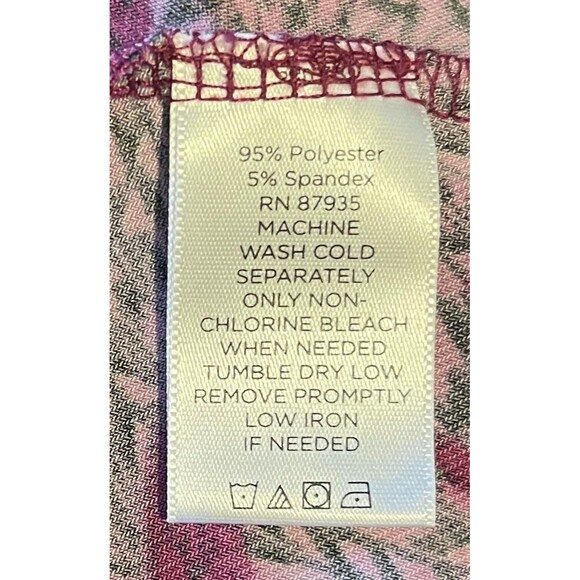 95% Polyester
5% Spandex
RN 87935
MACHINE
WASH COLD
SEPARATELY
ONLY NON-
CHLORINE BLEACH
WHEN NEEDED
TUMBLE DRY LOW
REMOVE PROMPTLY
LOW IRON
IF NEEDED